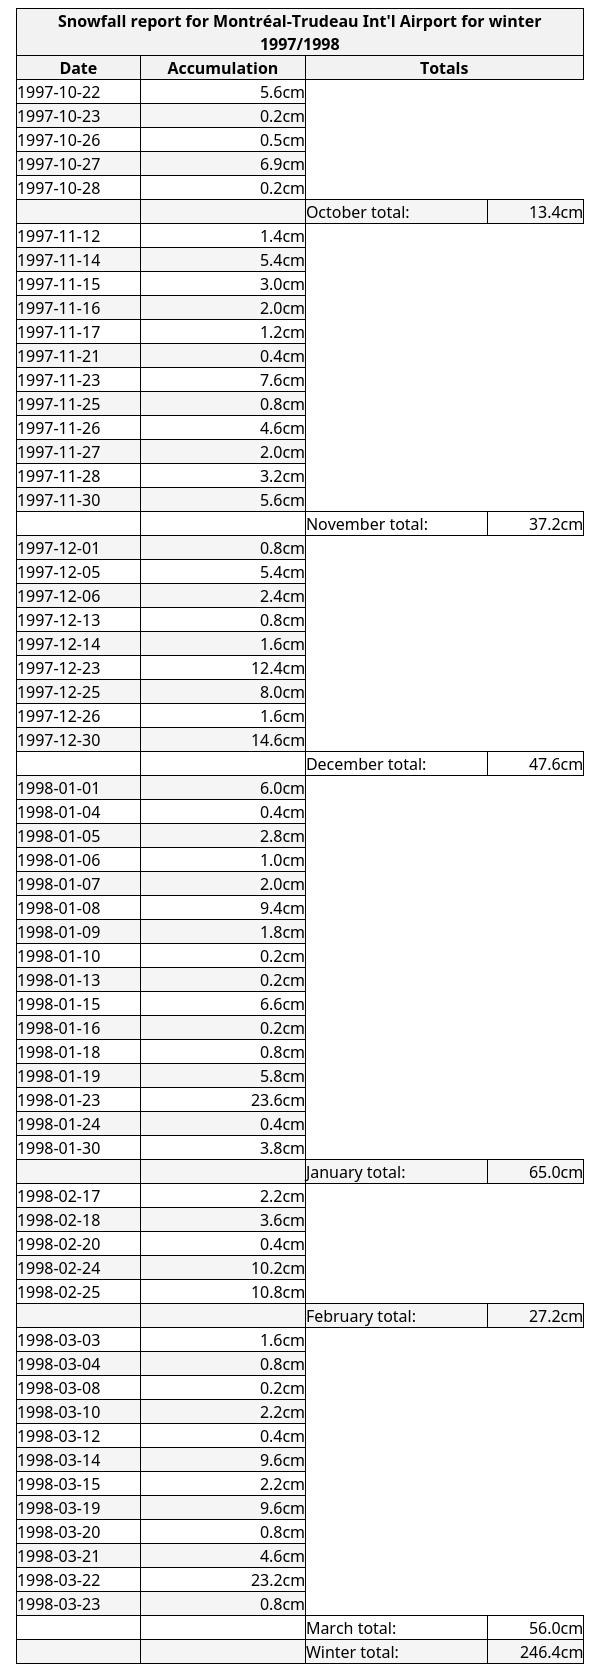 Snowfall report for Montréal-Trudeau Int'l Airport for winter
1997/1998
Date Accumulation Totals
1997-10-22 5.6cm
1997-10-23 0.2cm
1997-10-26 0.5cm
1997-10-27 6.9cm
1997-10-28 0.2cm
October total: 13.4cm
1997-11-12 1.4cm
1997-11-14 5.4cm
1997-11-15 3.0cm
1997-11-16 2.0cm
1997-11-17 1.2cm
1997-11-21 0.4cm
1997-11-23 7.6cm
1997-11-25 0.8cm
1997-11-26 4.6cm
1997-11-27 2.0cm
1997-11-28 3.2cm
1997-11-30 5.6cm
November total: 37.2cm
1997-12-01 0.8cm
1997-12-05 5.4cm
1997-12-06 2.4cm
1997-12-13 0.8cm
1997-12-14 1.6cm
1997-12-23 12.4cm
1997-12-25 8.0cm
1997-12-26 1.6cm
1997-12-30 14.6cm
December total: 47.6cm
1998-01-01 6.0cm
1998-01-04 0.4cm
1998-01-05 2.8cm
1998-01-06 1.0cm
1998-01-07 2.0cm
1998-01-08 9.4cm
1998-01-09 1.8cm
1998-01-10 0.2cm
1998-01-13 0.2cm
1998-01-15 6.6cm
1998-01-16 0.2cm
1998-01-18 0.8cm
1998-01-19 5.8cm
1998-01-23 23.6cm
1998-01-24 0.4cm
1998-01-30 3.8cm
January total: 65.0cm
1998-02-17 2.2cm
1998-02-18 3.6cm
1998-02-20 0.4cm
1998-02-24 10.2cm
1998-02-25 10.8cm
February total: 27.2cm
1998-03-03 1.6cm
1998-03-04 0.8cm
1998-03-08 0.2cm
1998-03-10 2.2cm
1998-03-12 0.4cm
1998-03-14 9.6cm
1998-03-15 2.2cm
1998-03-19 9.6cm
1998-03-20 0.8cm
1998-03-21 4.6cm
1998-03-22 23.2cm
1998-03-23 0.8cm
March total: 56.0cm
Winter total: 246.4cm